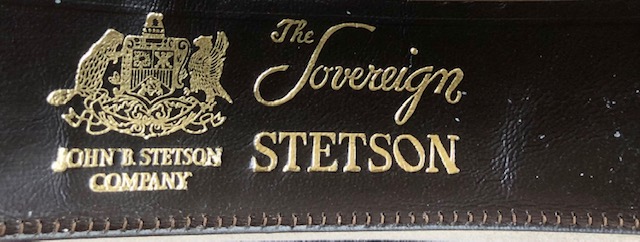 JOHN B. STETSON
COMPANY
The
Sovereign
STETSON